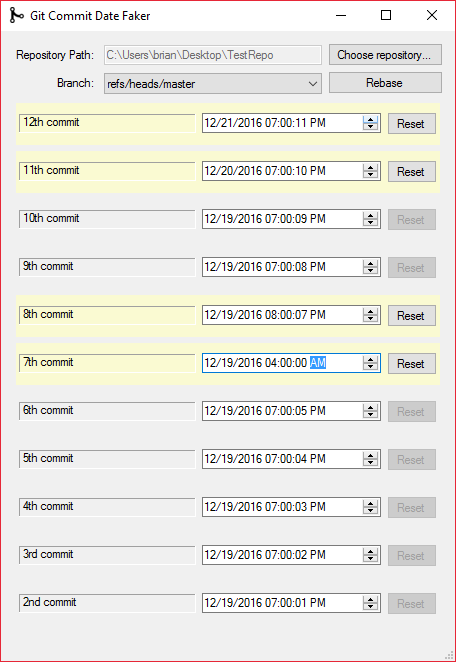 Git Commit Date Faker
Repository Path: C:\Users\brian\Desktop\TestRepo Choose repository...
Branch: refs/heads/master Rebase
12th commit 12/21/2016 07:00:11 PM Reset
11th commit 12/20/2016 07:00:10 PM Reset
10th commit 12/19/2016 07:00:09 PM Reset
9th commit 12/19/2016 07:00:08 PM Reset
8th commit 12/19/2016 08:00:07 PM Reset
7th commit 12/19/2016 04:00:00 AM Reset
6th commit 12/19/2016 07:00:05 PM Reset
5th commit 12/19/2016 07:00:04 PM Reset
4th commit 12/19/2016 07:00:03 PM Reset
3rd commit 12/19/2016 07:00:02 PM Reset
2nd commit 12/19/2016 07:00:01 PM Reset